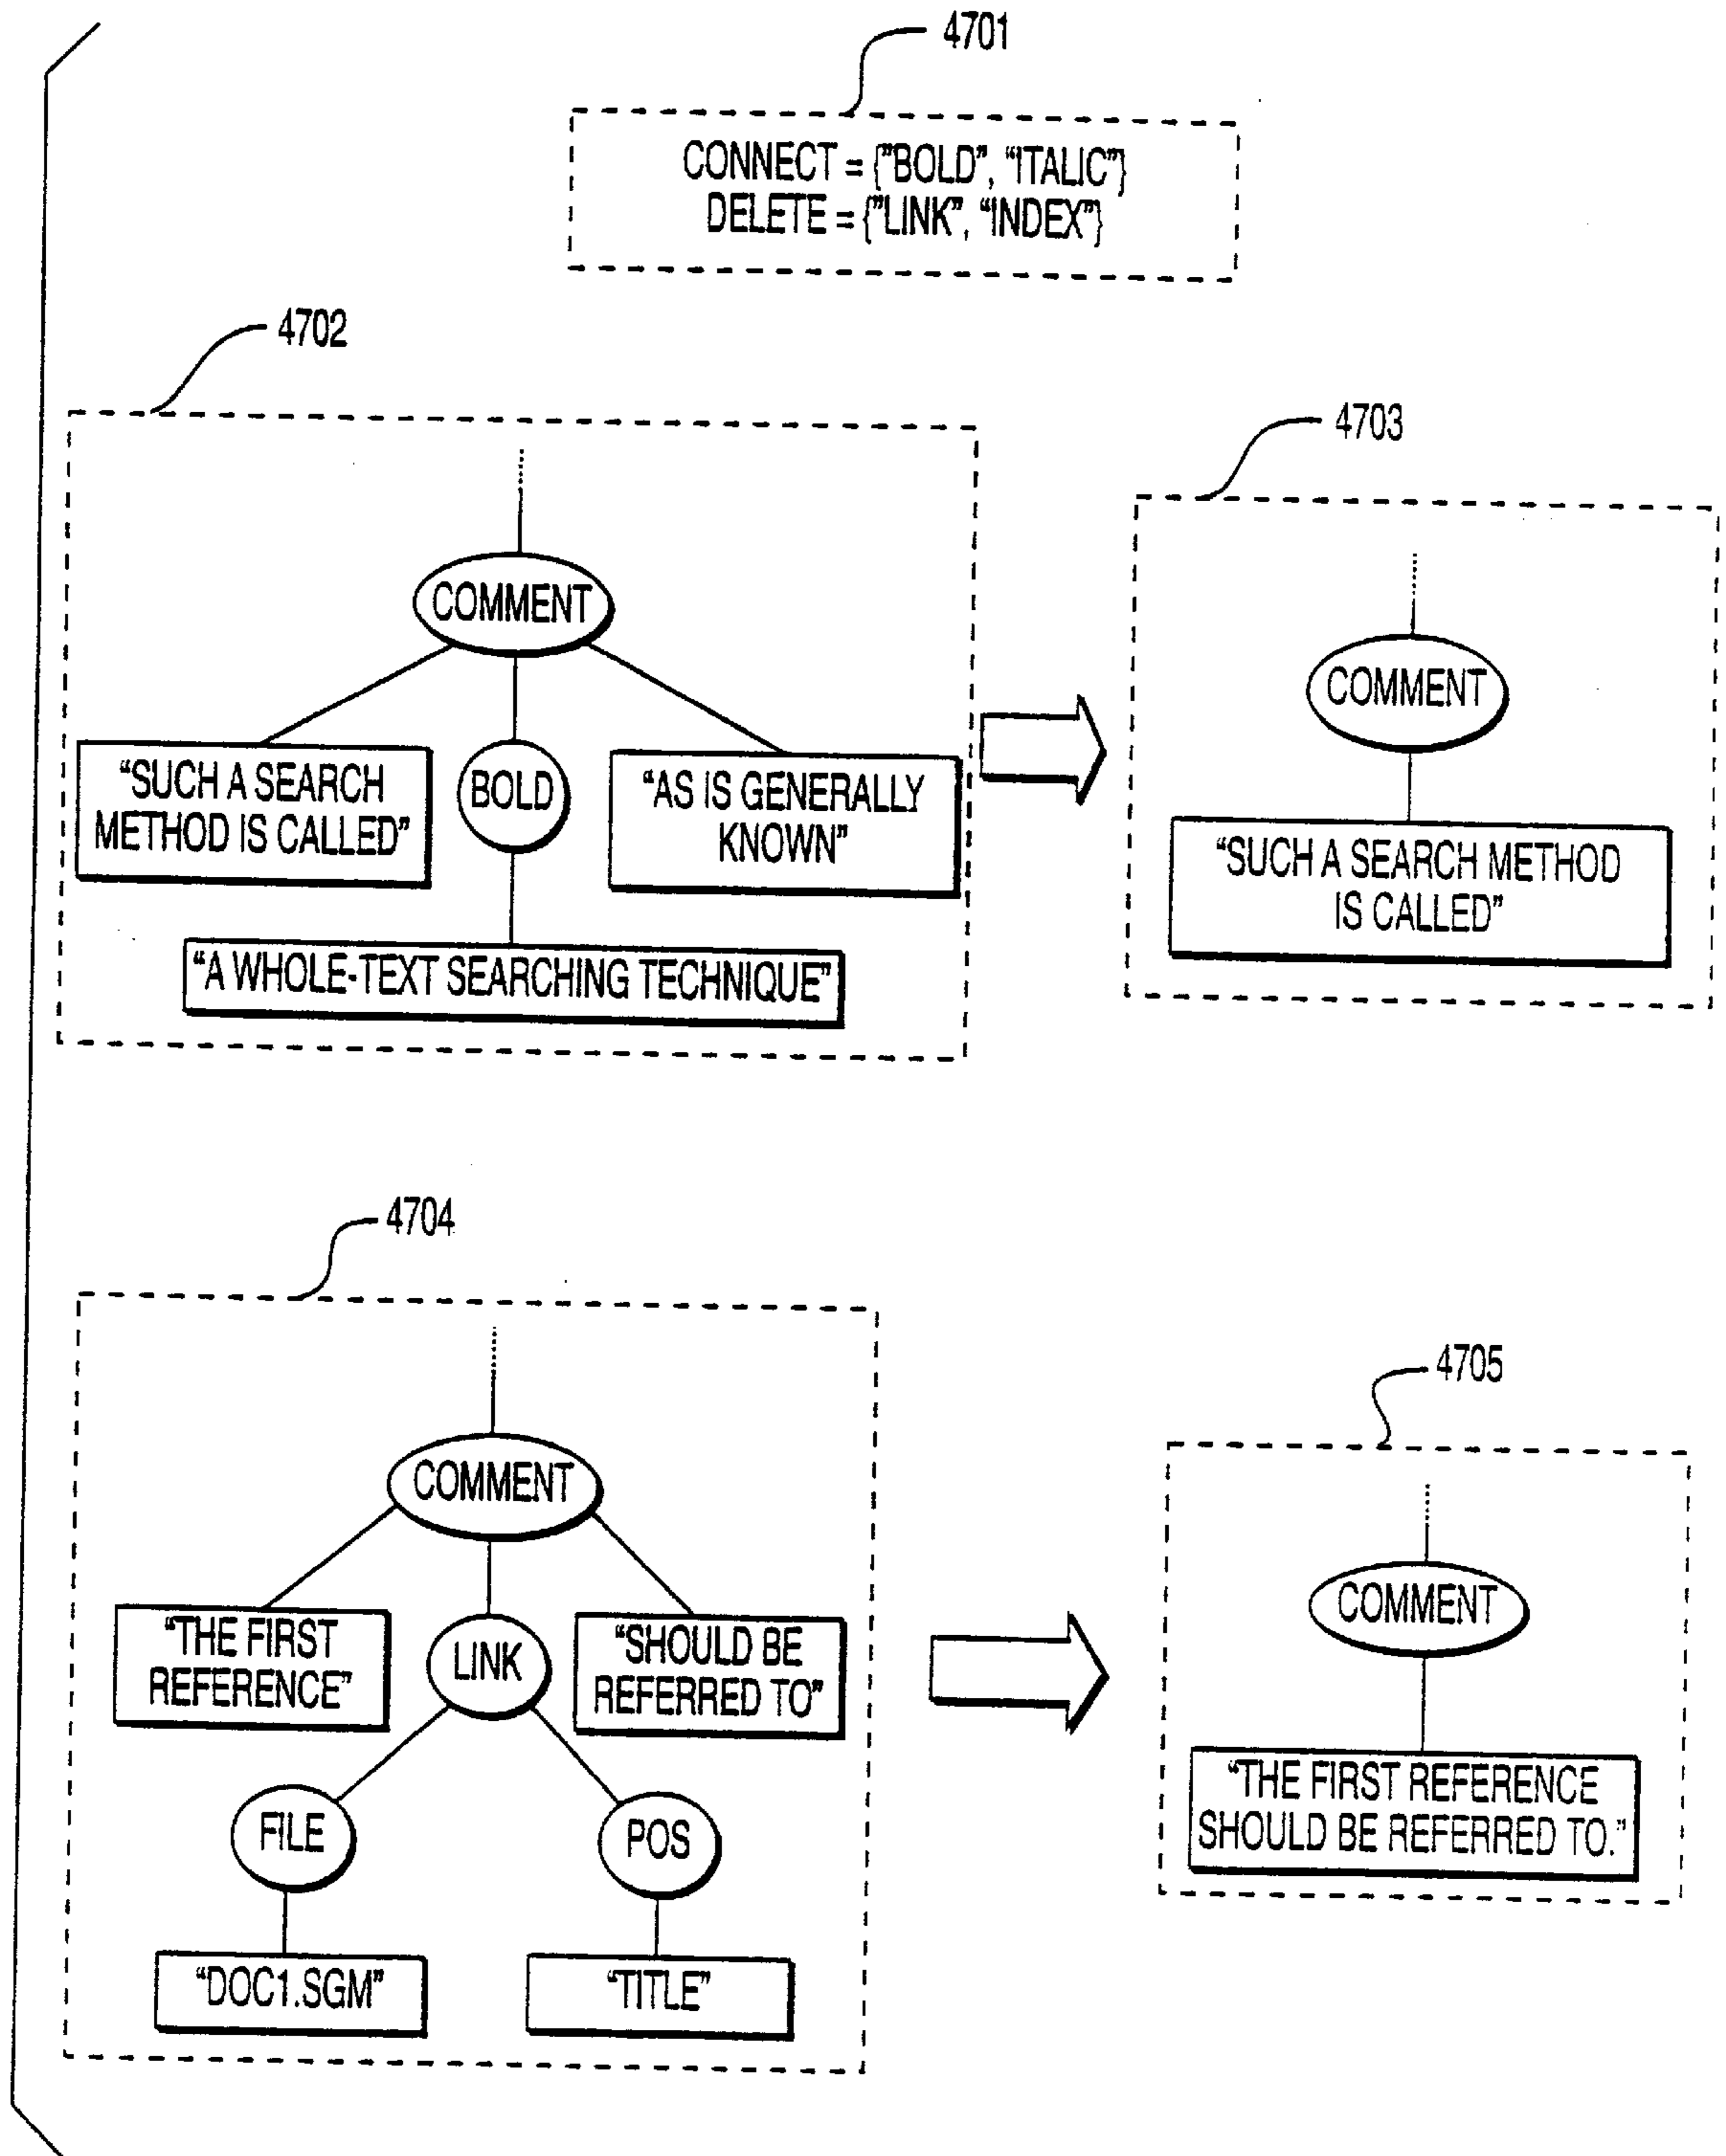 4701
CONNECT = {"BOLD", "ITALIC"}
DELETE = {"LINK", "INDEX"}
4702
COMMENT
"SUCH A SEARCH
METHOD IS CALLED"
BOLD
"AS IS GENERALLY
KNOWN"
"A WHOLE-TEXT SEARCHING TECHNIQUE"
4703
COMMENT
"SUCH A SEARCH METHOD
IS CALLED"
4704
COMMENT
"THE FIRST
REFERENCE"
LINK
"SHOULD BE
REFERRED TO"
FILE
POS
"DOC1.SGM"
"TITLE"
4705
COMMENT
"THE FIRST REFERENCE
SHOULD BE REFERRED TO."